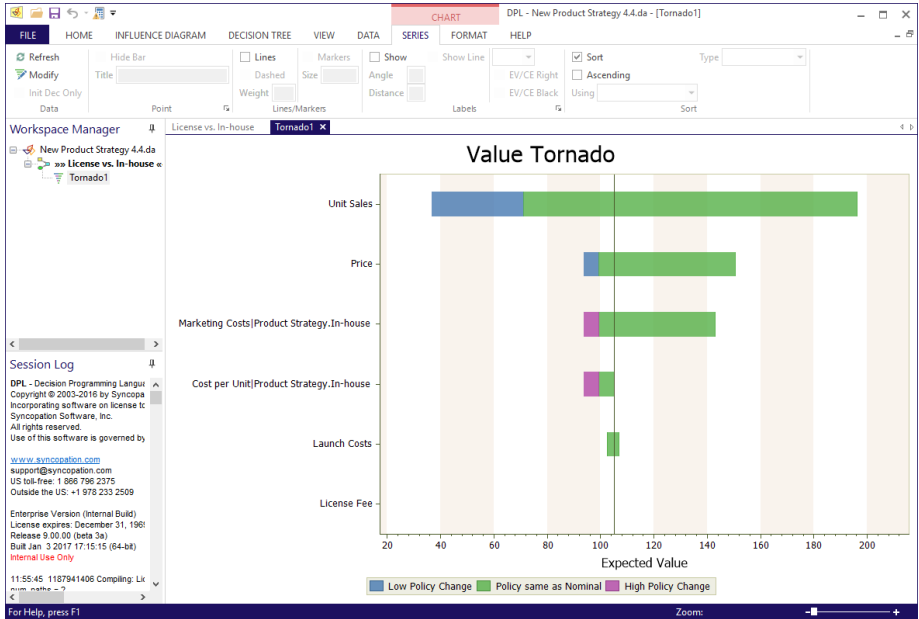 CHART
DPL - New Product Strategy 4.4.da - [Tornado1]
FILE HOME INFLUENCE DIAGRAM DECISION TREE VIEW DATA SERIES FORMAT HELP
Refresh
Modify
Init Dec Only
Data
Hide Bar
Title
Point
Lines
Markers
Dashed
Size
Weight
Lines/Markers
Show
Show Line
Angle
EV/CE Right
Distance
EV/CE Black
Labels
Sort
Type
Ascending
Using
Sort
Workspace Manager
New Product Strategy 4.4.da
»» License vs. In-house «
Tornado1
Session Log
DPL - Decision Programming Langua
Copyright © 2003-2016 by Syncopa
Incorporating software on license to
Syncopation Software, Inc.
All rights reserved.
Use of this software is governed by
www.syncopation.com
support@syncopation.com
US toll-free: 1 866 796 2375
Outside the US: +1 978 233 2509
Enterprise Version (Internal Build)
License expires: December 31, 1969
Release 9.00.00 (beta 3a)
Built Jan 3 2017 17:15:15 (64-bit)
Internal Use Only
11:55:45 1187941406 Compiling: Lic
num_paths = 2
License vs. In-house Tornado1
Value Tornado
Unit Sales
Price
Marketing Costs|Product Strategy.In-house
Cost per Unit|Product Strategy.In-house
Launch Costs
License Fee
20 40 60 80 100 120 140 160 180 200
Expected Value
Low Policy Change Policy same as Nominal High Policy Change
For Help, press F1
Zoom: